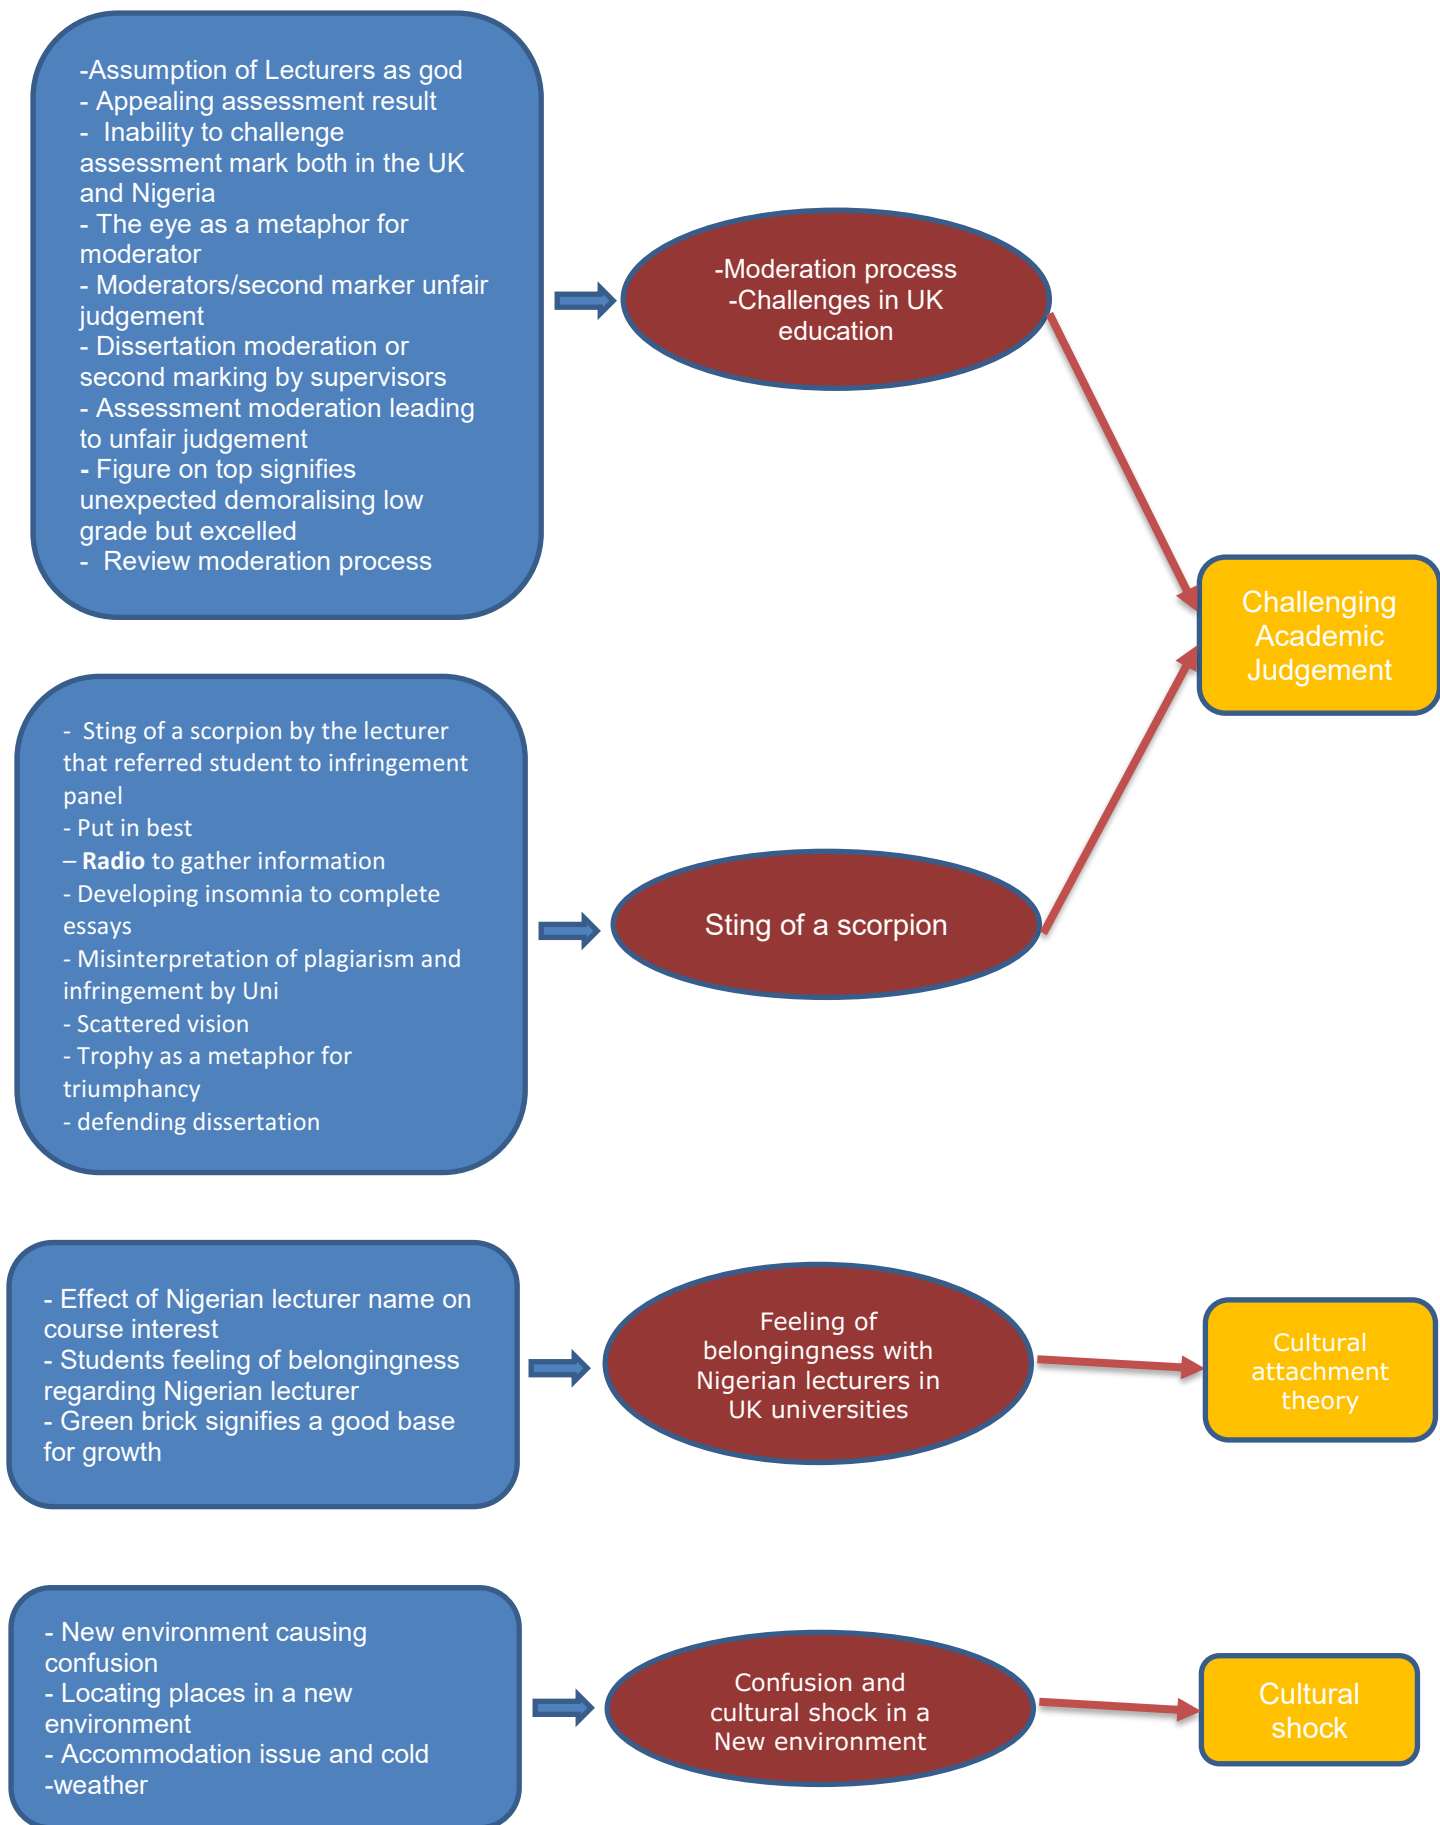 -Assumption of Lecturers as god
- Appealing assessment result
- Inability to challenge
assessment mark both in the UK
and Nigeria
- The eye as a metaphor for
moderator
- Moderators/second marker unfair
judgement
- Dissertation moderation or
second marking by supervisors
- Assessment moderation leading
to unfair judgement
- Figure on top signifies
unexpected demoralising low
grade but excelled
- Review moderation process
-Moderation process
-Challenges in UK
education
Challenging
Academic
Judgement
- Sting of a scorpion by the lecturer
that referred student to infringement
panel
- Put in best
– Radio to gather information
- Developing insomnia to complete
essays
- Misinterpretation of plagiarism and
infringement by Uni
- Scattered vision
- Trophy as a metaphor for
triumphancy
- defending dissertation
Sting of a scorpion
- Effect of Nigerian lecturer name on
course interest
- Students feeling of belongingness
regarding Nigerian lecturer
- Green brick signifies a good base
for growth
Feeling of
belongingness with
Nigerian lecturers in
UK universities
Cultural
attachment
theory
- New environment causing
confusion
- Locating places in a new
environment
- Accommodation issue and cold
-weather
Confusion and
cultural shock in a
New environment
Cultural
shock